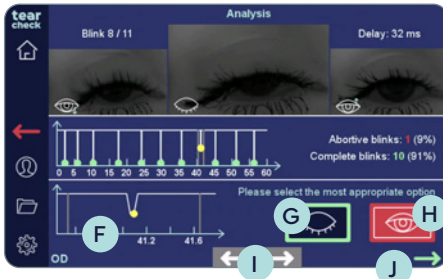 tear
check
Analysis
Blink 8 / 11
Delay: 32 ms
Abortive blinks: 1 (9%)
Complete blinks: 10 (91%)
0 5 10 15 20 25 30 35 40 45 50 55 60
Please select the most appropriate option
G
H
F
41.2 41.6
OD
I
J